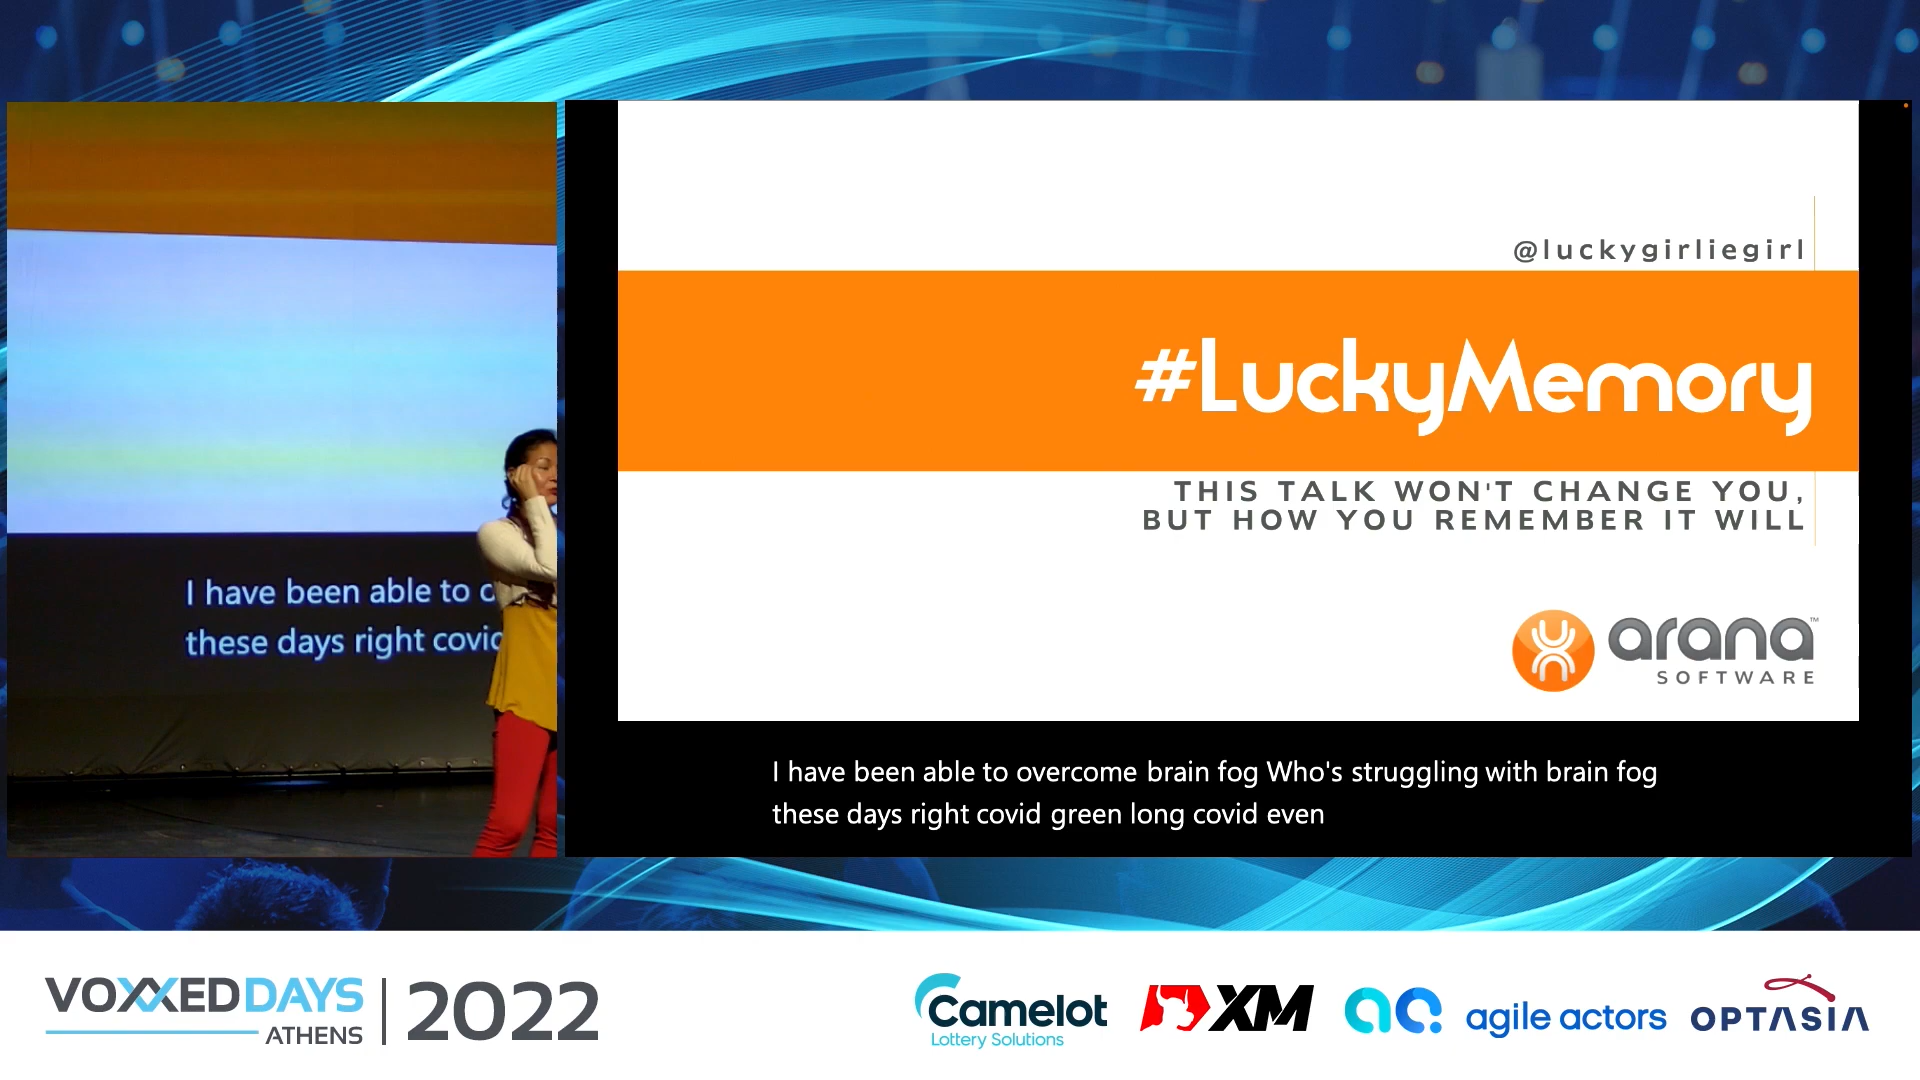 I have been able to
these days right covid
@luckygirliegirl
#LuckyMemory
THIS TALK WON'T CHANGE YOU,
BUT HOW YOU REMEMBER IT WILL
arana™
SOFTWARE
I have been able to overcome brain fog Who's struggling with brain fog
these days right covid green long covid even
VOXXEDDAYS
ATHENS
2022
Camelot
Lottery Solutions
XM
agile actors
OPTASIA